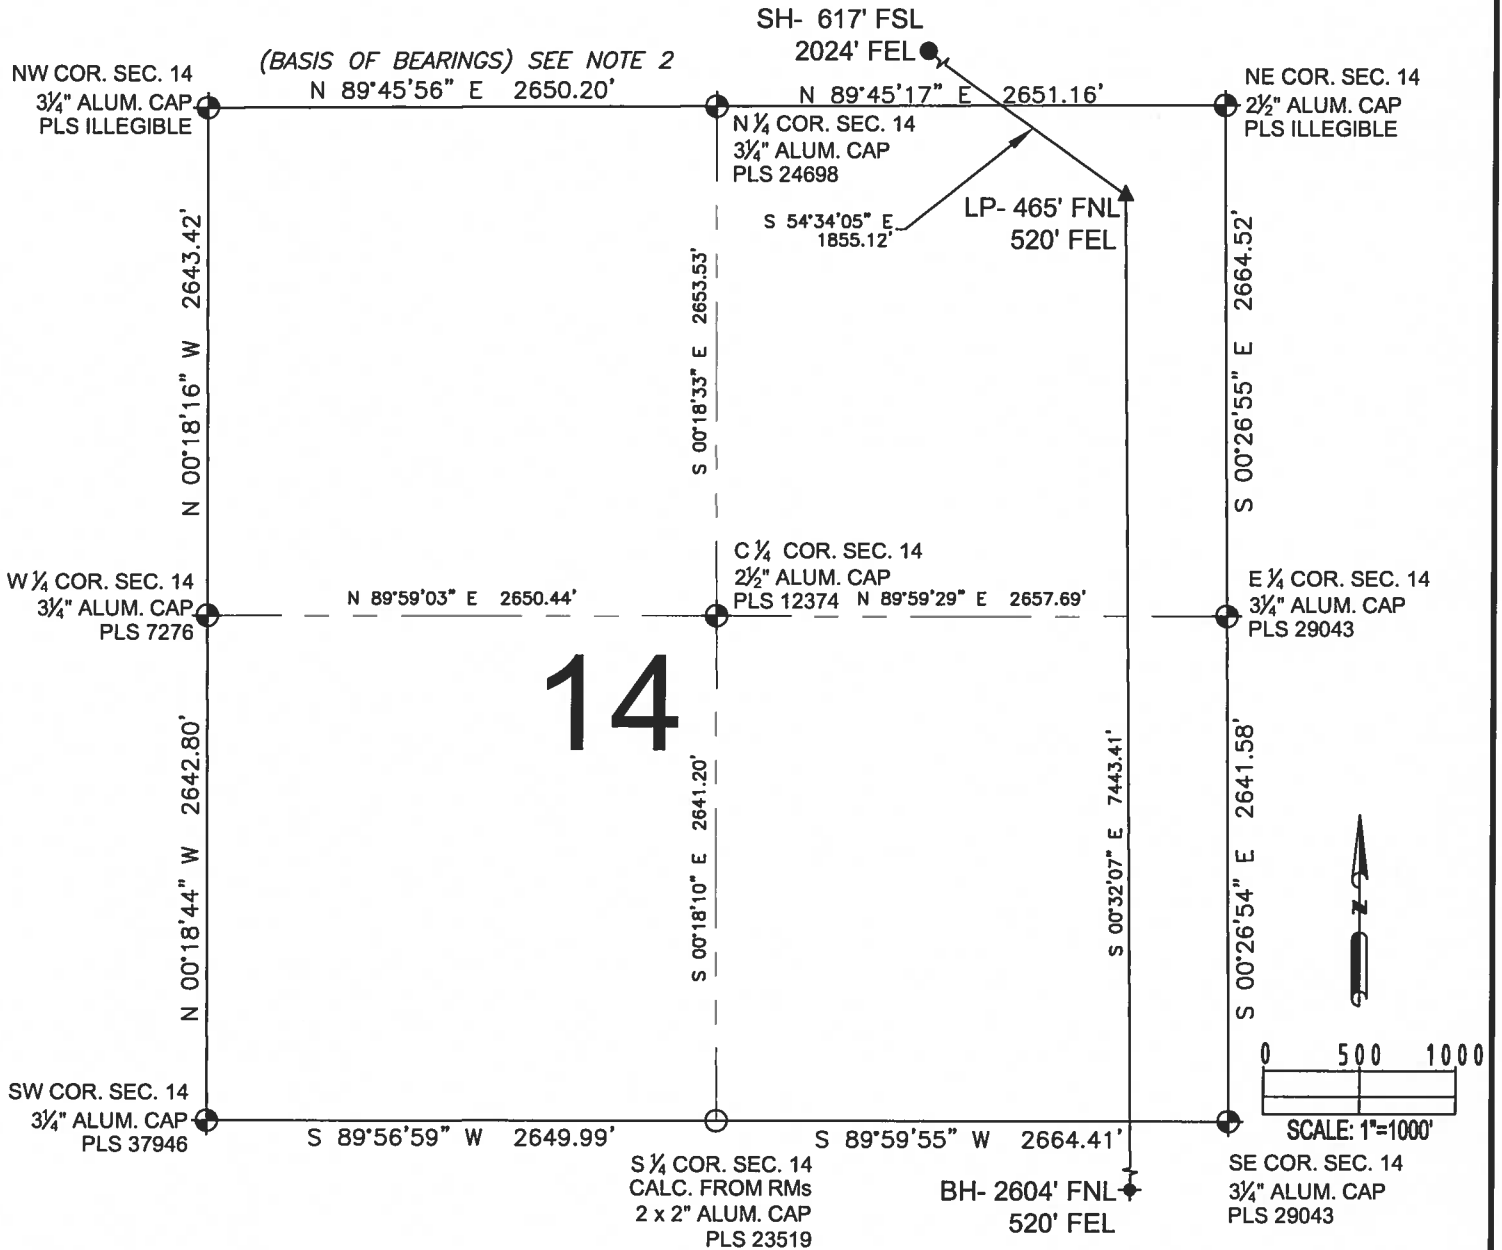 SH- 617' FSL
2024' FEL
(BASIS OF BEARINGS) SEE NOTE 2
N 89°45'56" E 2650.20'
N 89°45'17" E 2651.16'
NW COR. SEC. 14
3¼" ALUM. CAP
PLS ILLEGIBLE
N ¼ COR. SEC. 14
3¼" ALUM. CAP
PLS 24698
NE COR. SEC. 14
2½" ALUM. CAP
PLS ILLEGIBLE
S 54°34'05" E
1855.12'
LP- 465' FNL
520' FEL
N 00°18'16" W 2643.42'
S 00°18'33" E 2653.53'
S 00°26'55" E 2664.52'
W ¼ COR. SEC. 14
3¼" ALUM. CAP
PLS 7276
N 89°59'03" E 2650.44'
C ¼ COR. SEC. 14
2½" ALUM. CAP
PLS 12374
N 89°59'29" E 2657.69'
E ¼ COR. SEC. 14
3¼" ALUM. CAP
PLS 29043
14
N 00°18'44" W 2642.80'
S 00°18'10" E 2641.20'
S 00°32'07" E 7443.41'
S 00°26'54" E 2641.58'
N
0 500 1000
SCALE: 1"=1000'
SW COR. SEC. 14
3¼" ALUM. CAP
PLS 37946
S 89°56'59" W 2649.99'
S 89°59'55" W 2664.41'
S ¼ COR. SEC. 14
CALC. FROM RMs
2 x 2" ALUM. CAP
PLS 23519
BH- 2604' FNL
520' FEL
SE COR. SEC. 14
3¼" ALUM. CAP
PLS 29043